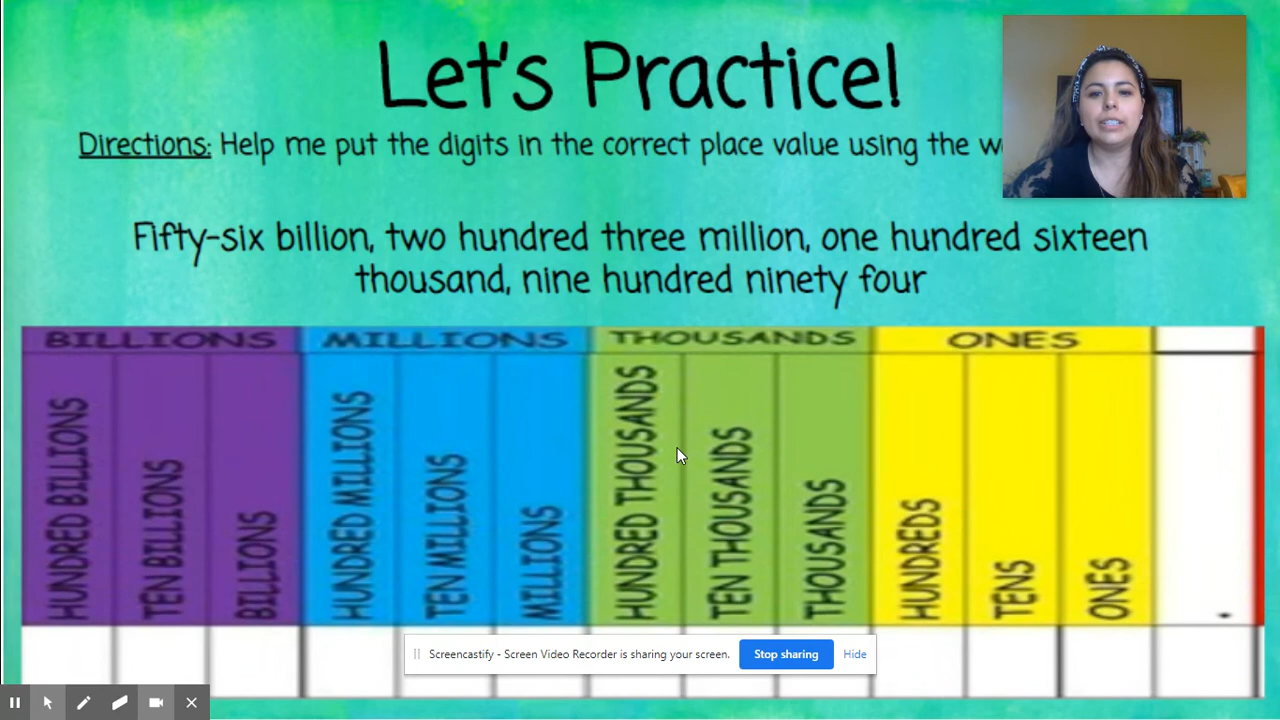 Let's Practice!
Directions: Help me put the digits in the correct place value using the
Fifty-six billion, two hundred three million, one hundred sixteen
thousand, nine hundred ninety four
BILLIONS MILLIONS THOUSANDS ONES
HUNDRED BILLIONS
TEN BILLIONS
BILLIONS
HUNDRED MILLIONS
TEN MILLIONS
MILLIONS
HUNDRED THOUSANDS
TEN THOUSANDS
THOUSANDS
HUNDREDS
TENS
ONES
.
Screencastify - Screen Video Recorder is sharing your screen. Stop sharing Hide